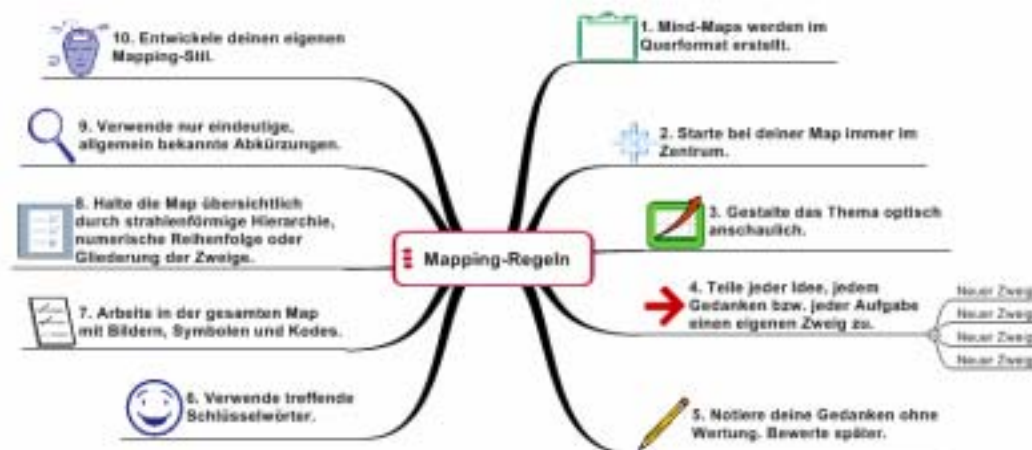 Mapping-Regeln
1. Mind-Maps werden im
Querformat erstellt.
2. Starte bei deiner Map immer im
Zentrum.
3. Gestalte das Thema optisch
anschaulich.
4. Teile jeder Idee, jedem
Gedanken bzw. jeder Aufgabe
einen eigenen Zweig zu.
Neuer Zweig
Neuer Zweig
Neuer Zweig
Neuer Zweig
5. Notiere deine Gedanken ohne
Wertung. Bewerte später.
6. Verwende treffende
Schlüsselwörter.
7. Arbeite in der gesamten Map
mit Bildern, Symbolen und Kodes.
8. Halte die Map übersichtlich
durch strahlenförmige Hierarchie,
numerische Reihenfolge oder
Gliederung der Zweige.
9. Verwende nur eindeutige,
allgemein bekannte Abkürzungen.
10. Entwickele deinen eigenen
Mapping-Stil.